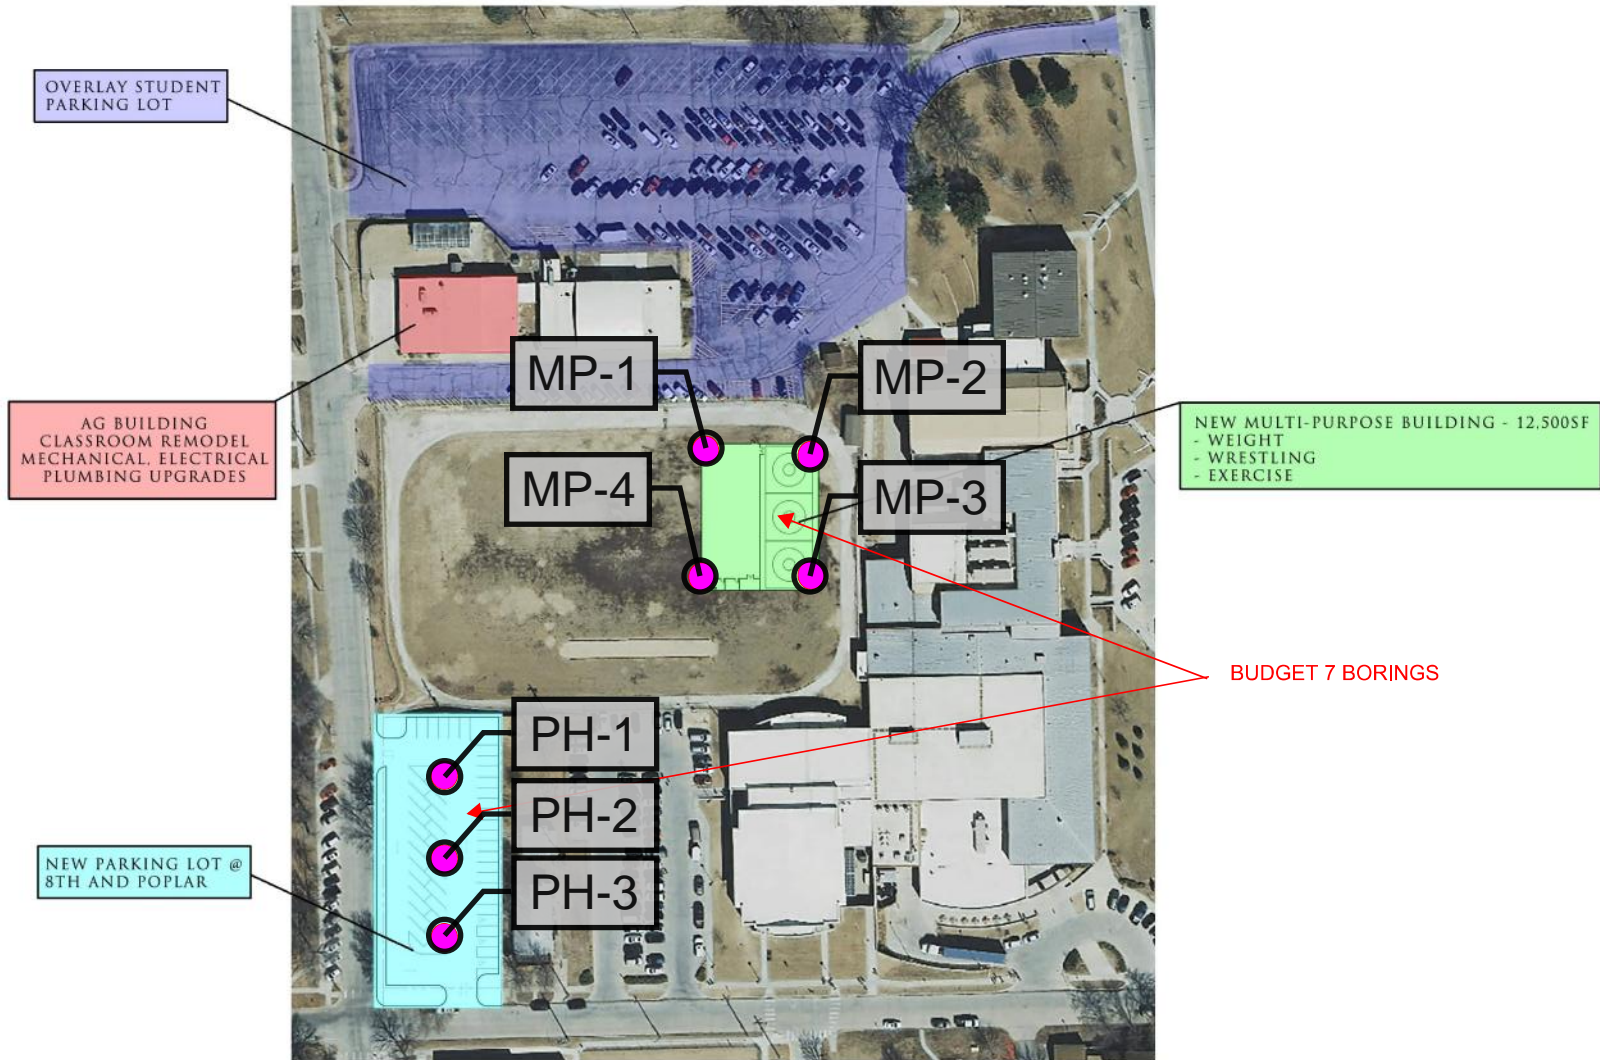 OVERLAY STUDENT
PARKING LOT
MP-1
MP-2
AG BUILDING
CLASSROOM REMODEL
MECHANICAL, ELECTRICAL
PLUMBING UPGRADES
NEW MULTI-PURPOSE BUILDING - 12,500SF
- WEIGHT
- WRESTLING
- EXERCISE
MP-4
MP-3
BUDGET 7 BORINGS
PH-1
PH-2
PH-3
NEW PARKING LOT @
8TH AND POPLAR